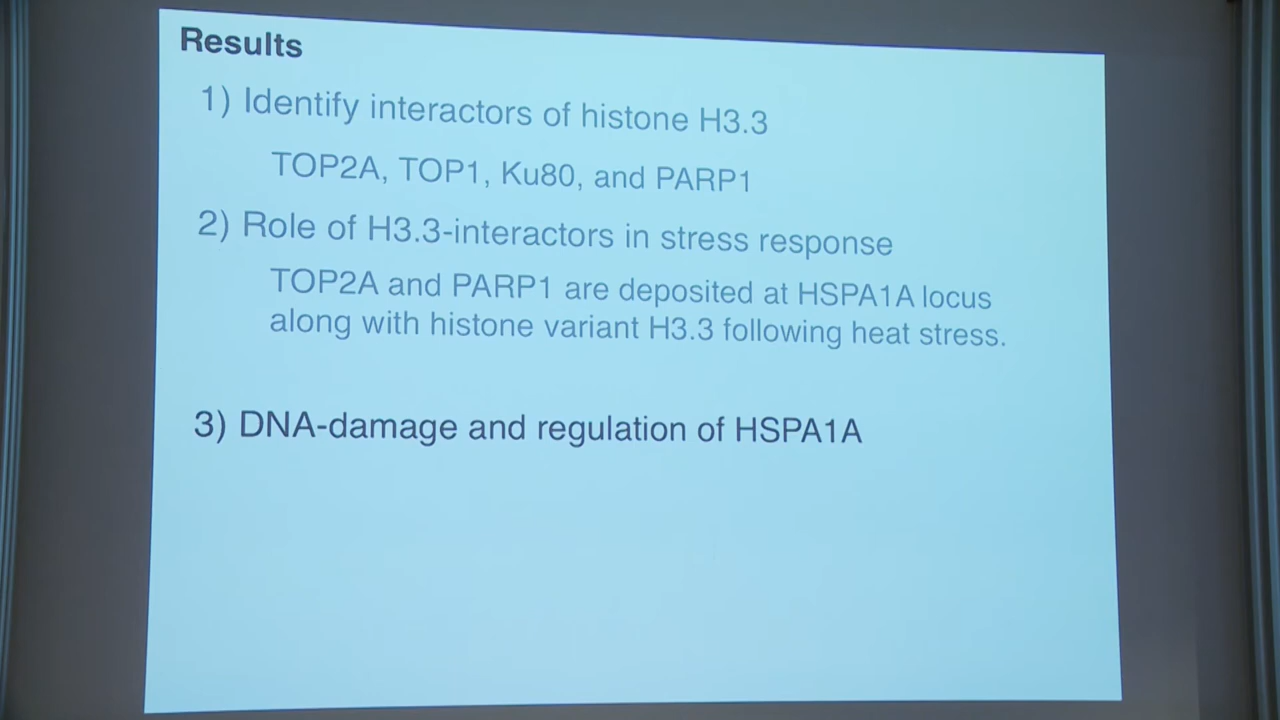 Results
1) Identify interactors of histone H3.3
TOP2A, TOP1, Ku80, and PARP1
2) Role of H3.3-interactors in stress response
TOP2A and PARP1 are deposited at HSPA1A locus
along with histone variant H3.3 following heat stress.
3) DNA-damage and regulation of HSPA1A